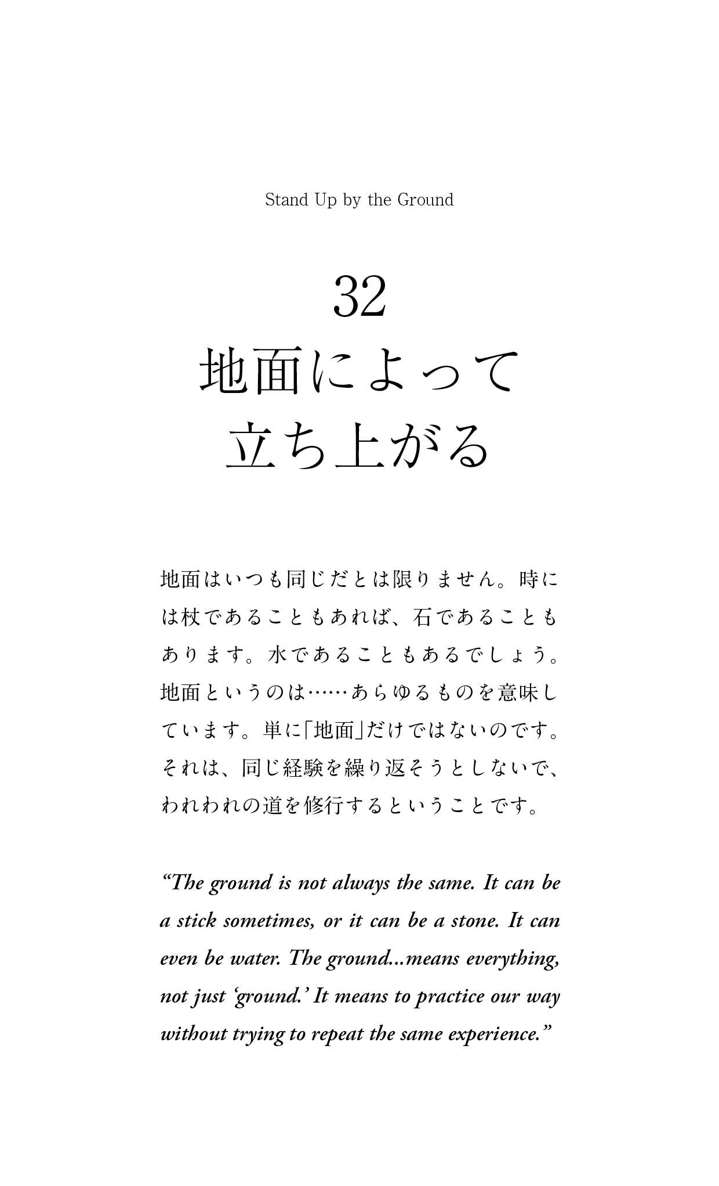 Stand Up by the Ground
32
地面によって
立ち上がる
地面はいつも同じだとは限りません。時に
は杖であることもあれば、石であることも
あります。水であることもあるでしょう。
地面というのは……あらゆるものを意味し
ています。単に「地面」だけではないのです。
それは、同じ経験を繰り返そうとしないで、
われわれの道を修行するということです。
“The ground is not always the same. It can be
a stick sometimes, or it can be a stone. It can
even be water. The ground...means everything,
not just ‘ground.’ It means to practice our way
without trying to repeat the same experience.”